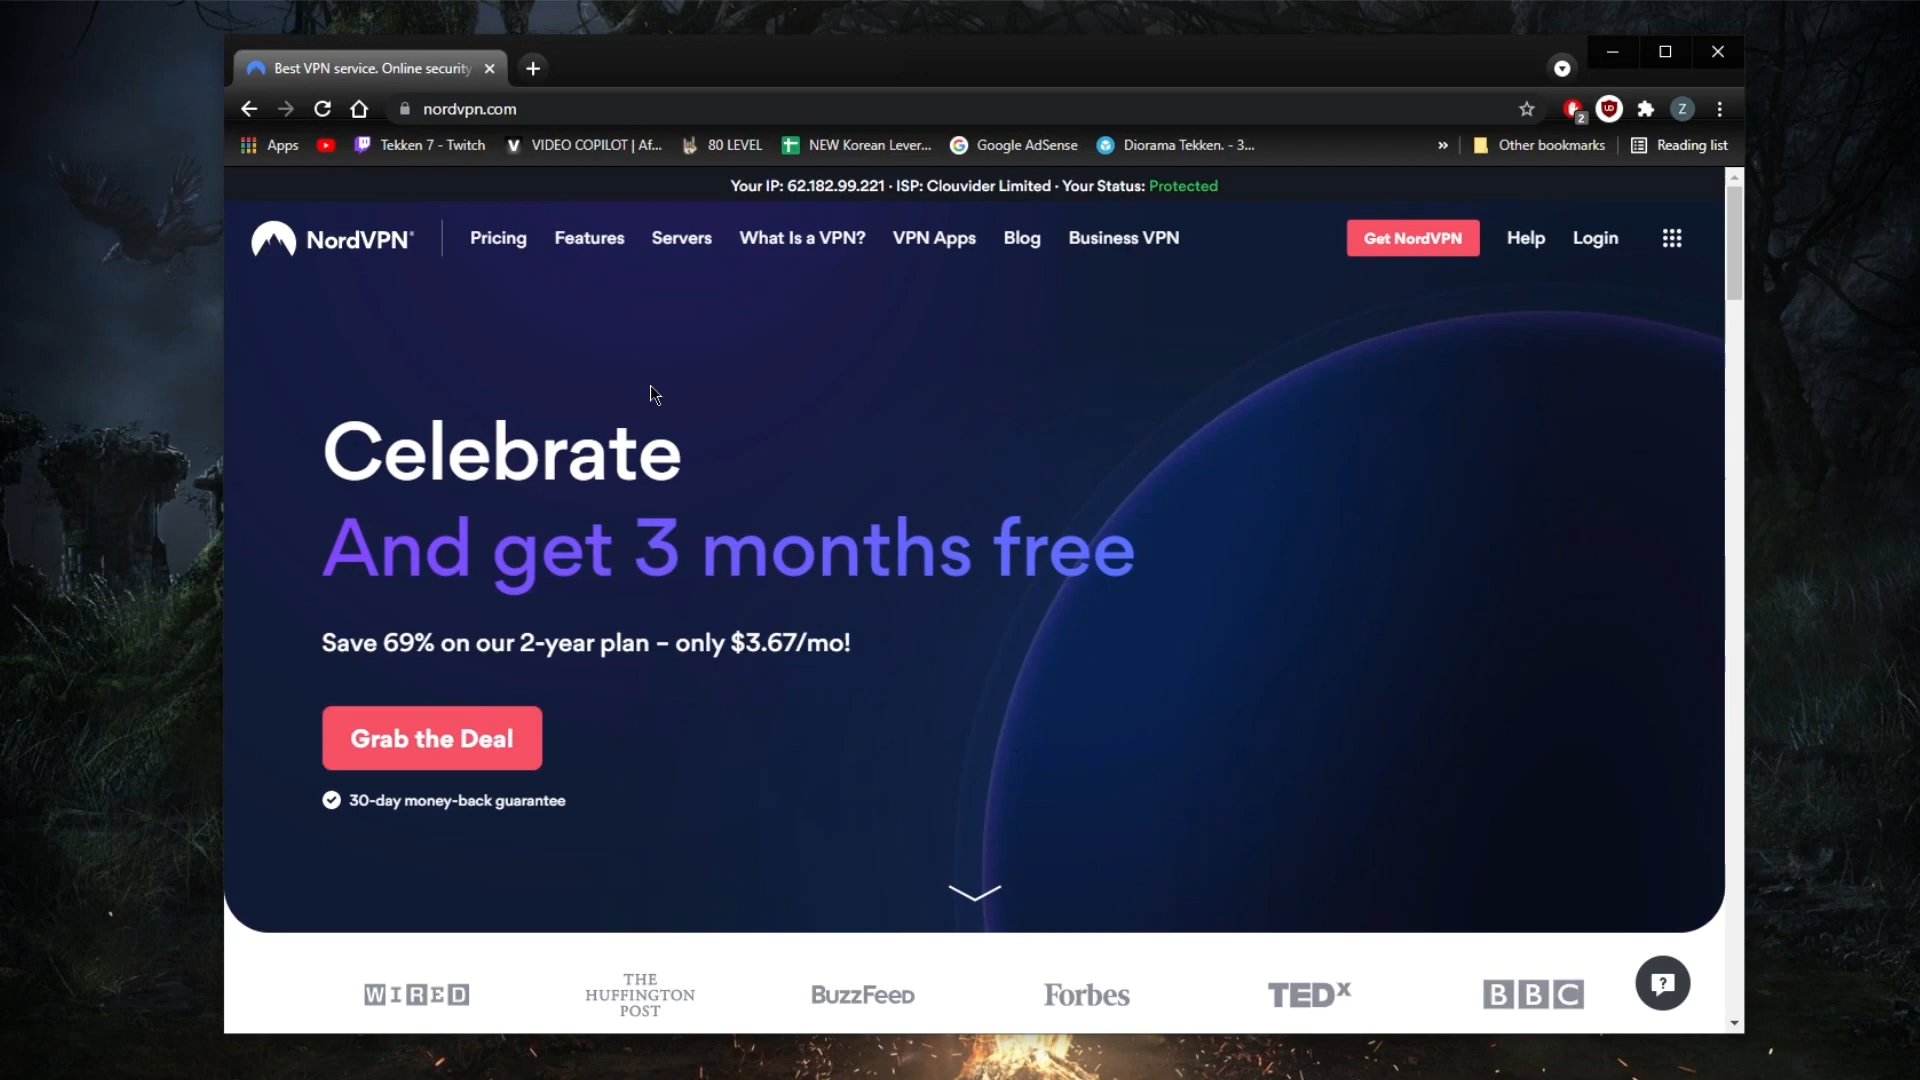 Best VPN service. Online security
nordvpn.com
2
Z
Apps
Tekken 7 - Twitch
VIDEO COPILOT | Af...
80 LEVEL
NEW Korean Lever...
Google AdSense
Diorama Tekken. - 3...
»
Other bookmarks
Reading list
Your IP: 62.182.99.221 · ISP: Clouvider Limited · Your Status: Protected
NordVPN®
Pricing
Features
Servers
What Is a VPN?
VPN Apps
Blog
Business VPN
Get NordVPN
Help
Login
Celebrate
And get 3 months free
Save 69% on our 2-year plan – only $3.67/mo!
Grab the Deal
30-day money-back guarantee
WIRED
THE
HUFFINGTON
POST
BuzzFeed
Forbes
TEDx
BBC